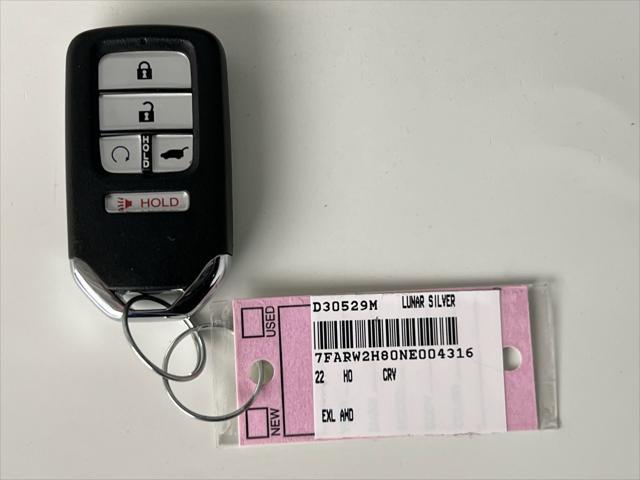 HOLD
HOLD
USED
NEW
D30529M LUNAR SILVER
7FARW2H80NE004316
22 HO CRV
EXL AWD